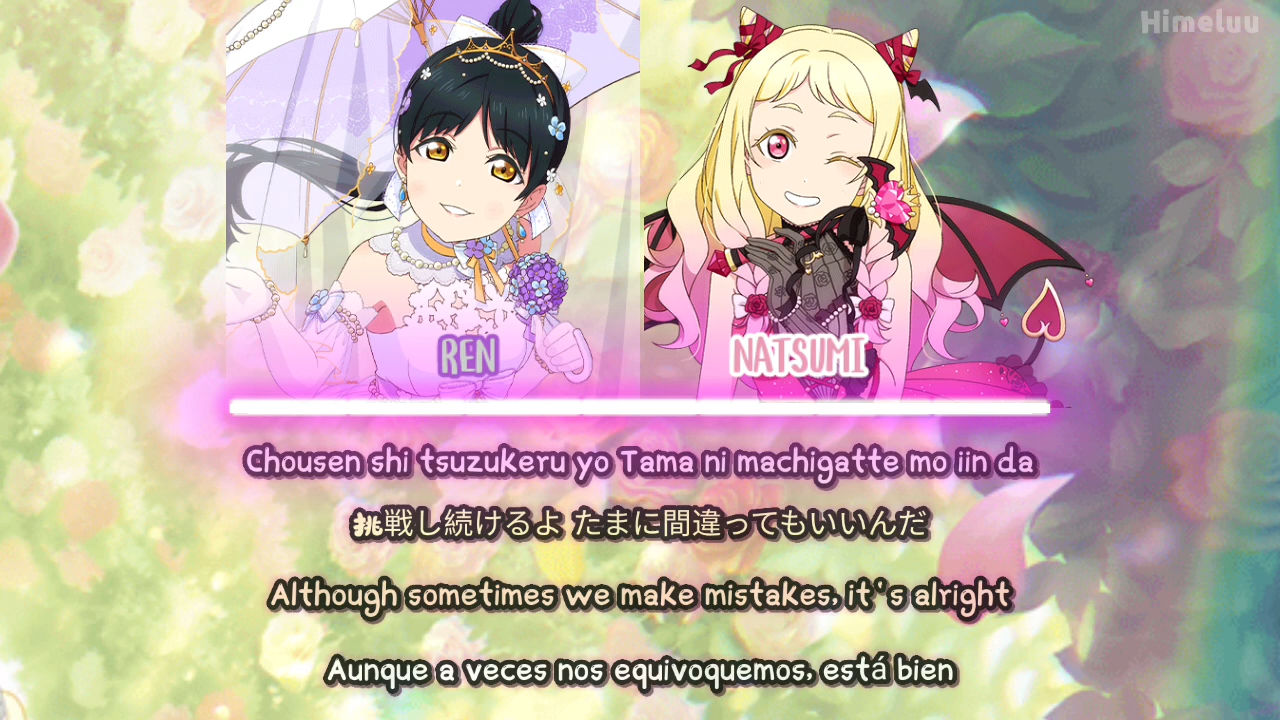 Himeluu
REN
NATSUMI
Chousen shi tsuzukeru yo Tama ni machigatte mo iin da
挑戦し続けるよ たまに間違ってもいいんだ
Although sometimes we make mistakes, it's alright
Aunque a veces nos equivoquemos, está bien